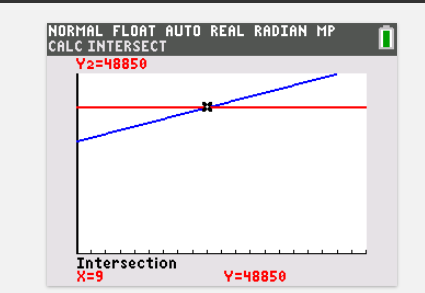 NORMAL FLOAT AUTO REAL RADIAN MP
CALC INTERSECT
Y₂=48850
Intersection
X=9 Y=48850